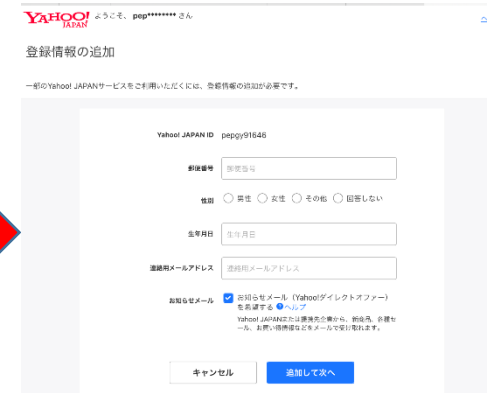 YAHOO! JAPAN ようこそ、 pep******** さん
登録情報の追加
一部のYahoo! JAPANサービスをご利用いただくには、登録情報の追加が必要です。
Yahoo! JAPAN ID pepgy91646
郵便番号 郵便番号
性別 男性 女性 その他 回答しない
生年月日 生年月日
連絡用メールアドレス 連絡用メールアドレス
お知らせメール お知らせメール（Yahoo!ダイレクトオファー）
を希望する ?ヘルプ
Yahoo! JAPANまたは提携先企業から、新商品、各種セ
ール、お買い得情報などをメールで受け取れます。
キャンセル 追加して次へ